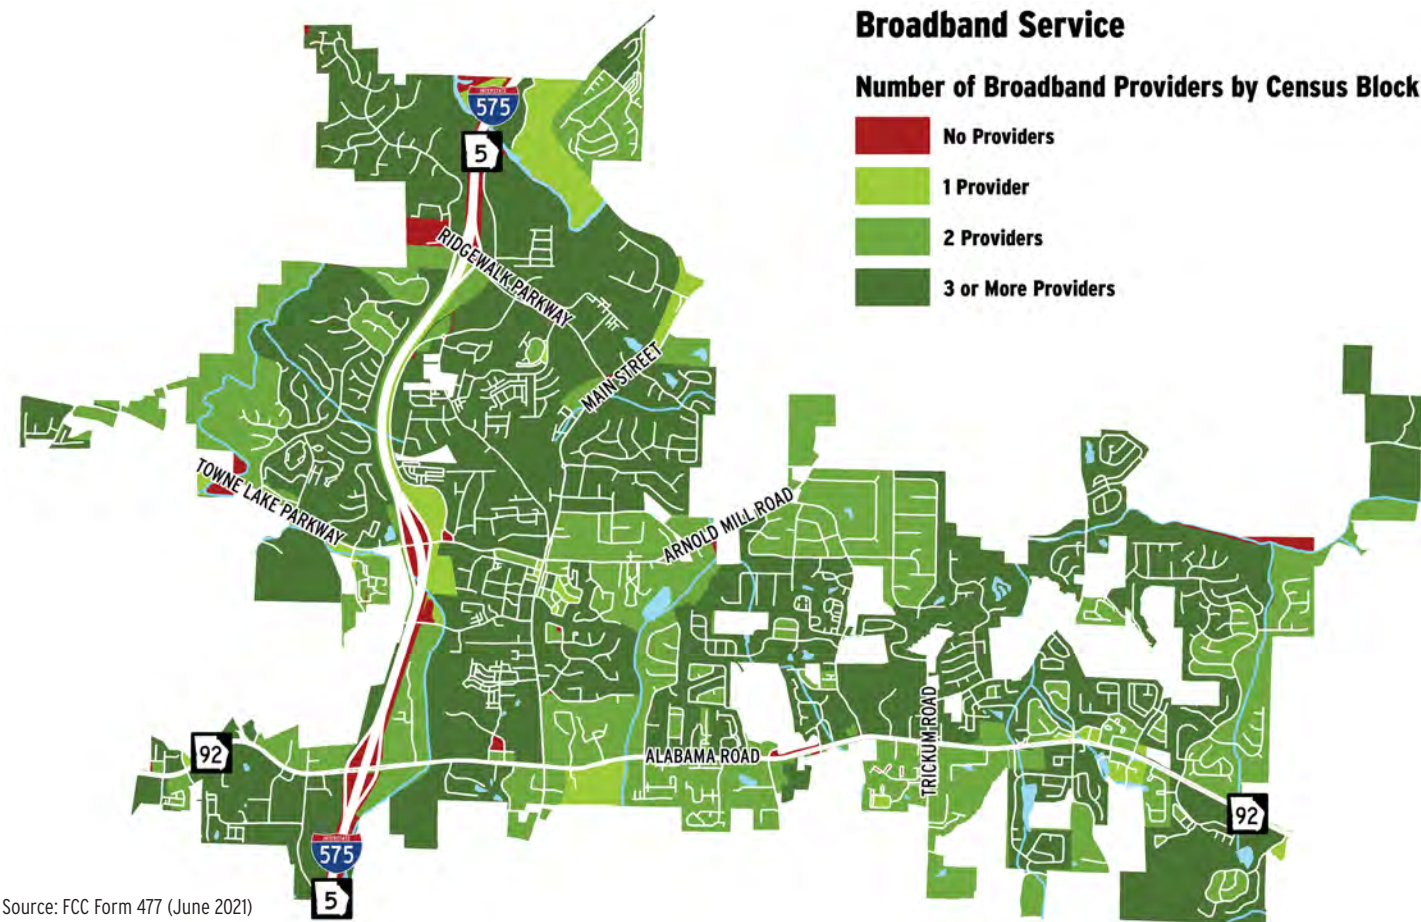 Broadband Service
Number of Broadband Providers by Census Block
No Providers
1 Provider
2 Providers
3 or More Providers
INTERSTATE
575
5
RIDGEWALK PARKWAY
MAIN STREET
TOWNE LAKE PARKWAY
ARNOLD MILL ROAD
TRICKUM ROAD
92
ALABAMA ROAD
92
INTERSTATE
575
5
Source: FCC Form 477 (June 2021)